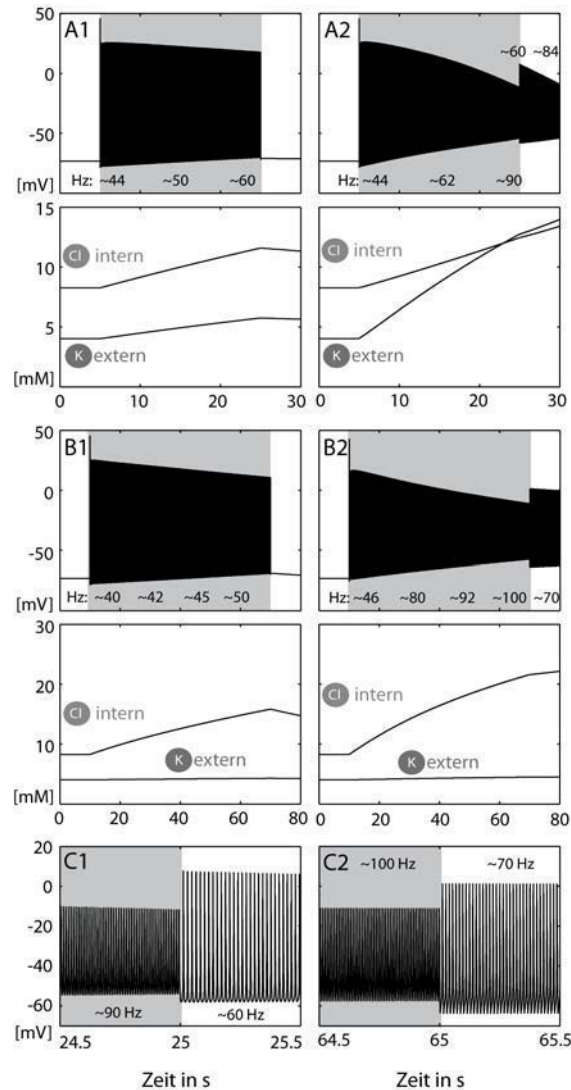 A1
A2
50
0
-50
[mV]
~60 ~84
Hz: ~44 ~50 ~60
Hz: ~44 ~62 ~90
15
10
5
[mM]
Cl intern
K extern
Cl intern
K extern
0 10 20 30
0 10 20 30
B1
B2
50
0
-50
[mV]
Hz: ~40 ~42 ~45 ~50
Hz: ~46 ~80 ~92 ~100 ~70
30
20
10
[mM]
Cl intern
K extern
Cl intern
K extern
0 20 40 60 80
0 20 40 60 80
C1
C2
20
0
-20
-40
-60
[mV]
~100 Hz ~70 Hz
~90 Hz ~60 Hz
24.5 25 25.5
64.5 65 65.5
Zeit in s
Zeit in s